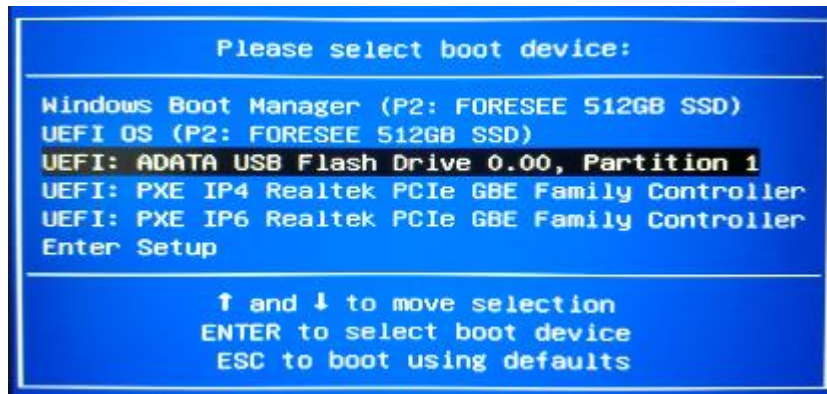 Please select boot device:
Windows Boot Manager (P2: FORESEE 512GB SSD)
UEFI OS (P2: FORESEE 512GB SSD)
UEFI: ADATA USB Flash Drive 0.00, Partition 1
UEFI: PXE IP4 Realtek PCIe GBE Family Controller
UEFI: PXE IP6 Realtek PCIe GBE Family Controller
Enter Setup
↑ and ↓ to move selection
ENTER to select boot device
ESC to boot using defaults